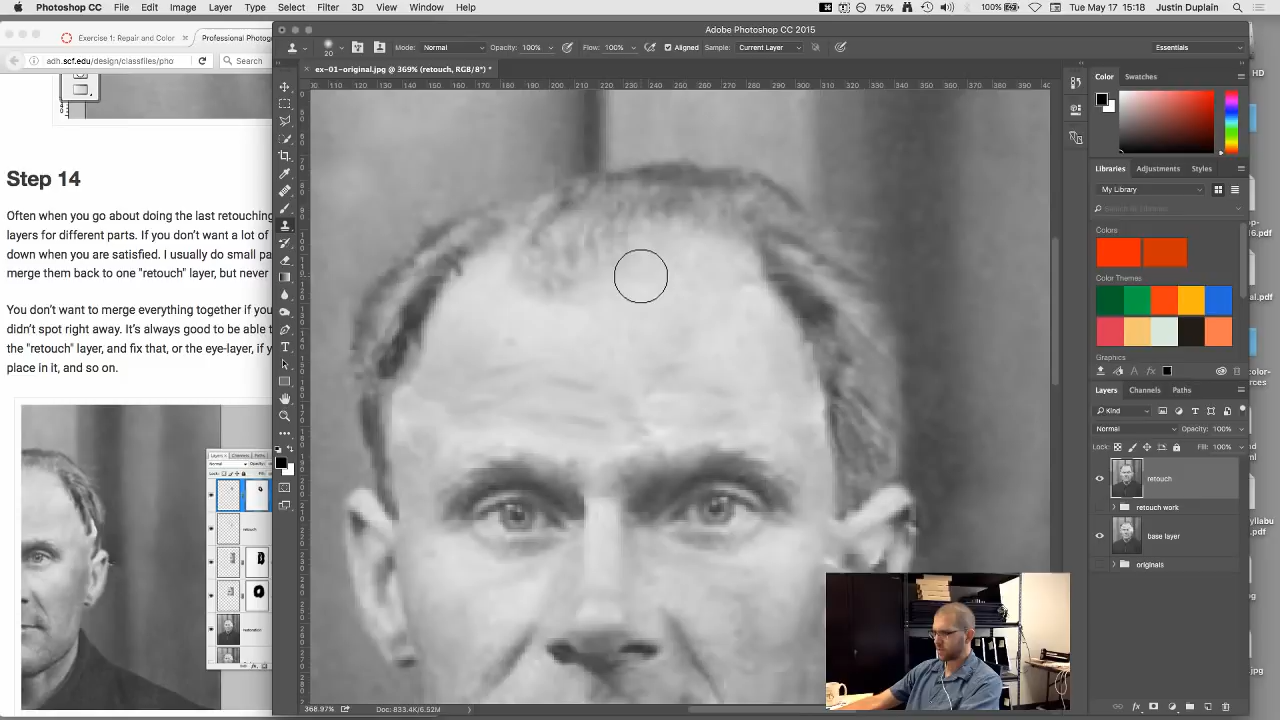 Photoshop File Edit Image Layer Type Select Filter 3D View Window Help
75% 100% Tue May 17 15:18 Justin Duplain
Exercise 1: Repair and Color
Professional Photog
adh.scf.edu/design/classfiles/pho
Search
Adobe Photoshop CC 2015
20 Mode: Normal Opacity: 100% Flow: 100% Aligned Sample: Current Layer
Essentials
ex-01-original.jpg @ 369% (retouch, RGB/8*) *
Step 14
Often when you go about doing the last retouching
layers for different parts. If you don't want a lot of
down when you are satisfied. I usually do small pa
merge them back to one "retouch" layer, but never
You don't want to merge everything together if you
didn't spot right away. It's always good to be able t
the "retouch" layer, and fix that, or the eye-layer, if y
place in it, and so on.
Color Swatches
Libraries Adjustments Styles
My Library
Colors
Color Themes
Graphics
Layers Channels Paths
Kind
Normal Opacity: 100%
Lock: Fill: 100%
retouch
retouch work
base layer
originals
368.97% Doc: 833.4K/6.52M